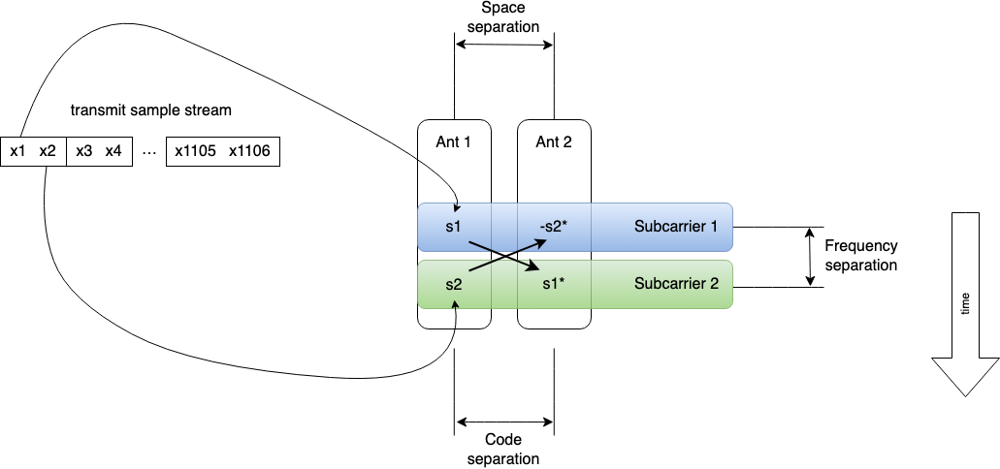 Space
separation
transmit sample stream
x1 x2 x3 x4 ... x1105 x1106
Ant 1 Ant 2
s1 -s2* Subcarrier 1
Frequency
separation
s2 s1* Subcarrier 2
time
Code
separation